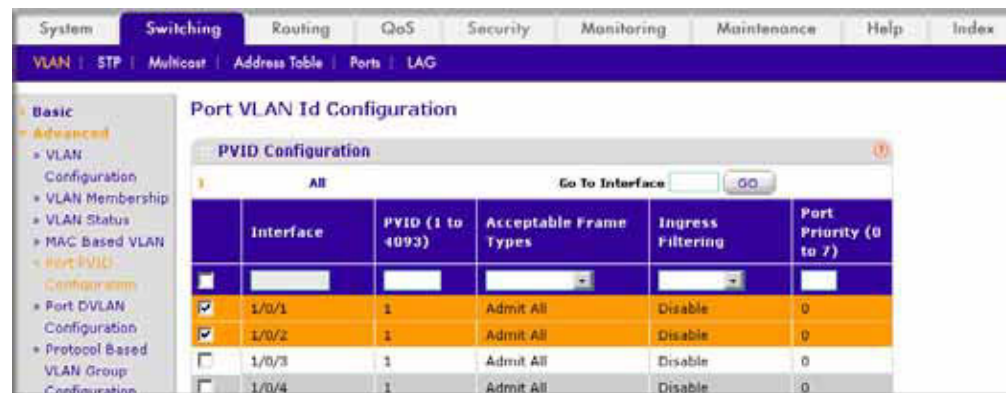 System Switching Routing QoS Security Monitoring Maintenance Help Index
VLAN | STP | Multicast | Address Table | Ports | LAG
Basic
Advanced
» VLAN
Configuration
» VLAN Membership
» VLAN Status
» MAC Based VLAN
» Port PVID
Configuration
» Port DVLAN
Configuration
» Protocol Based
VLAN Group
Configuration
Port VLAN Id Configuration
PVID Configuration
1 All Go To Interface GO
Interface PVID (1 to 4093) Acceptable Frame Types Ingress Filtering Port Priority (0 to 7)
1/0/1 1 Admit All Disable 0
1/0/2 1 Admit All Disable 0
1/0/3 1 Admit All Disable 0
1/0/4 1 Admit All Disable 0